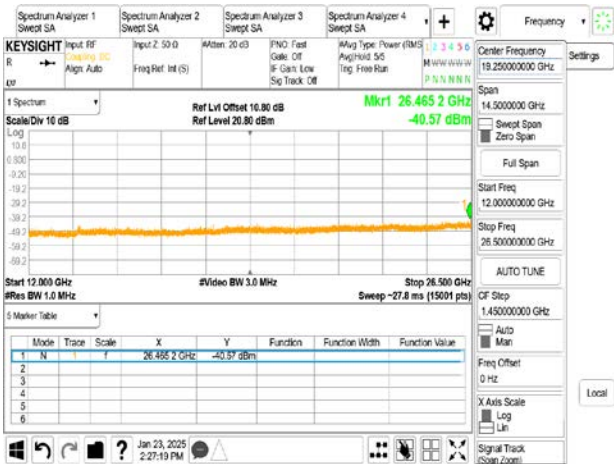 Spectrum Analyzer 1
Swept SA
Spectrum Analyzer 2
Swept SA
Spectrum Analyzer 3
Swept SA
Spectrum Analyzer 4
Swept SA
+
Frequency
KEYSIGHT
R
Input: RF
Coupling: DC
Align: Auto
Input Z: 50 Ω
Freq Ref: Int (S)
#Atten: 20 dB
PNO: Fast
Gate: Off
IF Gain: Low
Sig Track: Off
#Avg Type: Power (RMS
Avg|Hold: 5/5
Trig: Free Run
1 2 3 4 5 6
M W W W W W
P N N N N N
Settings
1 Spectrum
Scale/Div 10 dB
Ref Lvl Offset 10.80 dB
Ref Level 20.80 dBm
Mkr1 26.465 2 GHz
-40.57 dBm
Log
10.8
0.800
-9.20
-19.2
-29.2
-39.2
-49.2
-59.2
-69.2
1
Start 12.000 GHz
#Res BW 1.0 MHz
#Video BW 3.0 MHz
Stop 26.500 GHz
Sweep ~27.8 ms (15001 pts)
5 Marker Table
Mode Trace Scale X Y Function Function Width Function Value
1 N 1 f 26.465 2 GHz -40.57 dBm
2
3
4
5
6
Jan 23, 2025
2:27:19 PM
?
Center Frequency
19.250000000 GHz
Span
14.5000000 GHz
Swept Span
Zero Span
Full Span
Start Freq
12.000000000 GHz
Stop Freq
26.500000000 GHz
AUTO TUNE
CF Step
1.450000000 GHz
Auto
Man
Freq Offset
0 Hz
X Axis Scale
Log
Lin
Signal Track
(Span Zoom)
Local